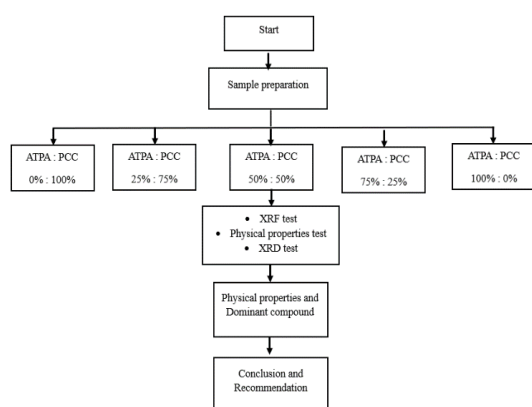 Start
Sample preparation
ATPA : PCC
0% : 100%
ATPA : PCC
25% : 75%
ATPA : PCC
50% : 50%
ATPA : PCC
75% : 25%
ATPA : PCC
100% : 0%
• XRF test
• Physical properties test
• XRD test
Physical properties and
Dominant compound
Conclusion and
Recommendation